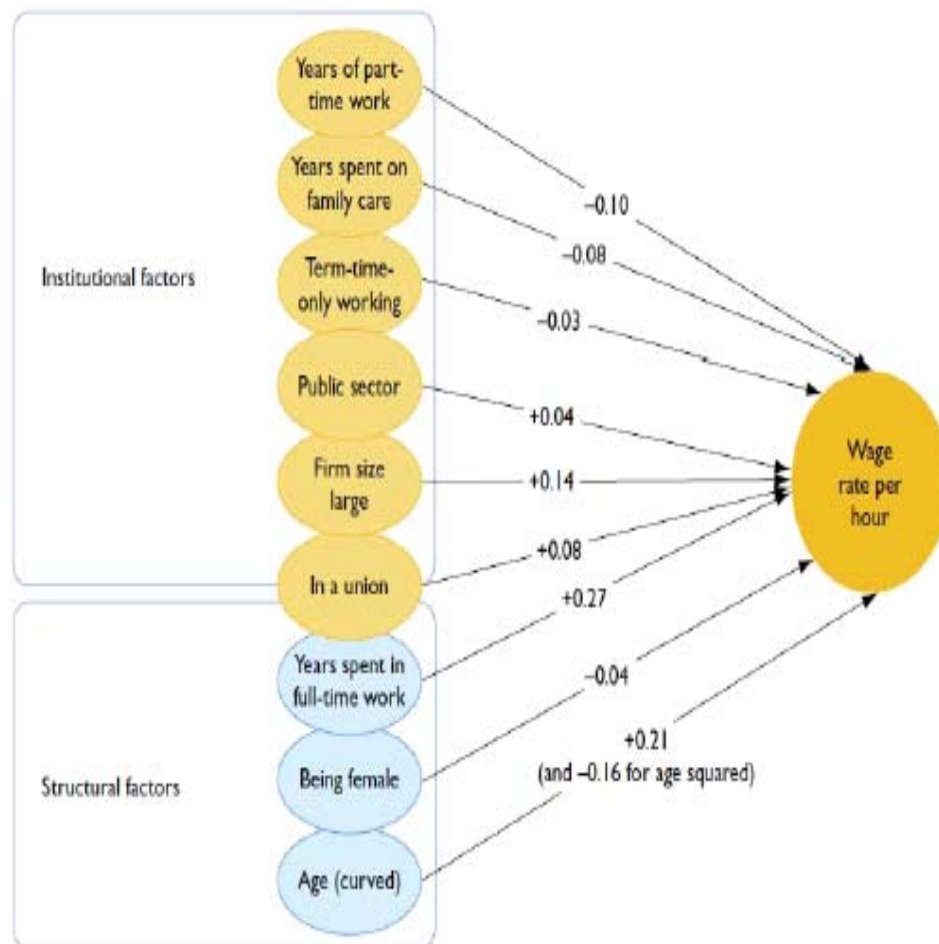 Years of part-
time work
Years spent on
family care
Institutional factors
Term-time-
only working
Public sector
Firm size
large
In a union
Years spent in
full-time work
Being female
Structural factors
Age (curved)
–0.10
–0.08
–0.03
+0.04
+0.14
+0.08
+0.27
–0.04
+0.21
(and –0.16 for age squared)
Wage
rate per
hour